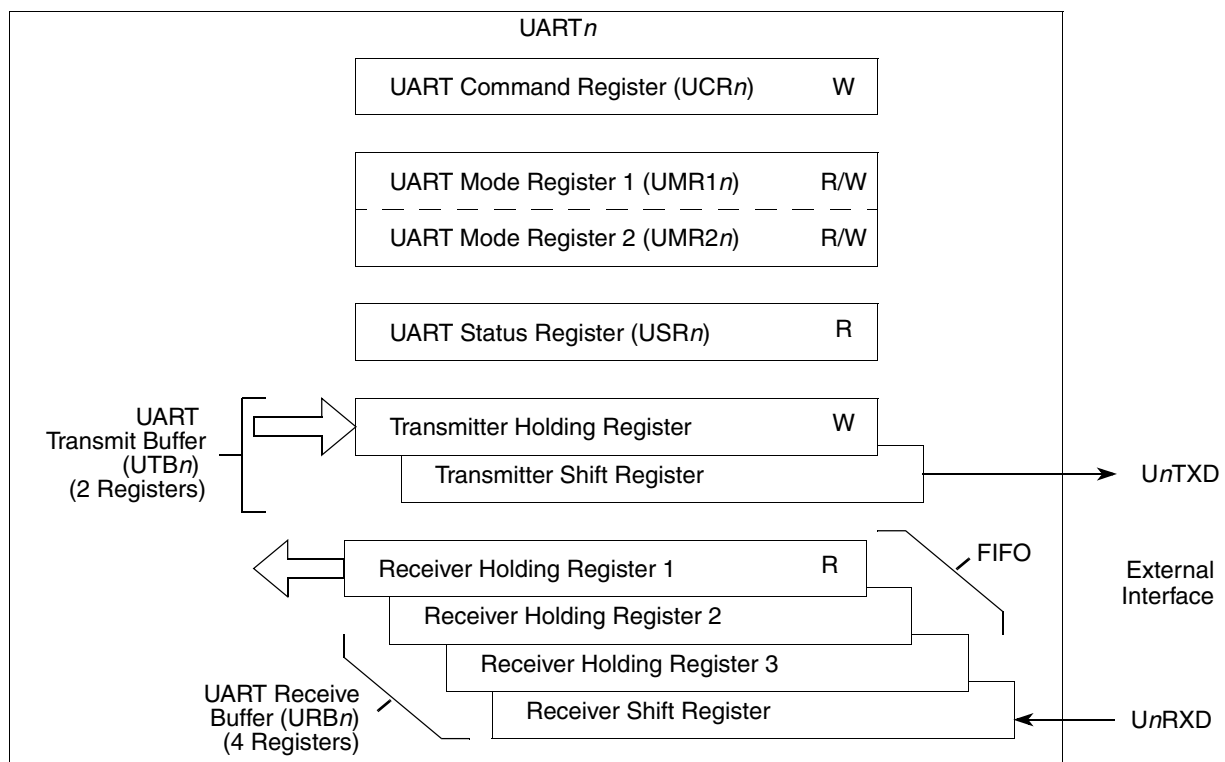 UARTn
UART Command Register (UCRn) W
UART Mode Register 1 (UMR1n) R/W
UART Mode Register 2 (UMR2n) R/W
UART Status Register (USRn) R
UART
Transmit Buffer
(UTBn)
(2 Registers)
Transmitter Holding Register W
Transmitter Shift Register
UnTXD
Receiver Holding Register 1 R
FIFO
External
Interface
Receiver Holding Register 2
Receiver Holding Register 3
UART Receive
Buffer (URBn)
(4 Registers)
Receiver Shift Register
UnRXD